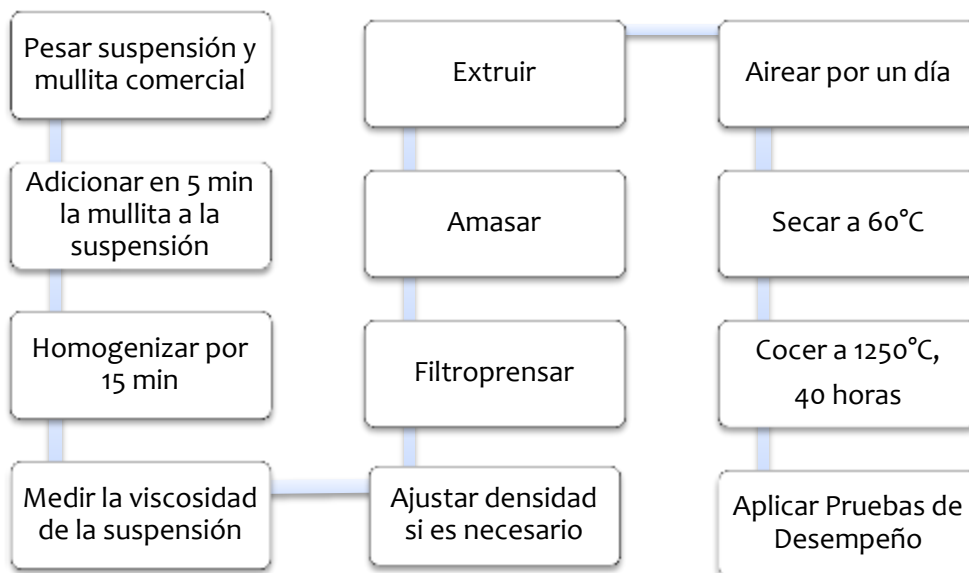 Pesar suspensión y
mullita comercial
Adicionar en 5 min
la mullita a la
suspensión
Homogenizar por
15 min
Medir la viscosidad
de la suspensión
Ajustar densidad
si es necesario
Filtroprensar
Amasar
Extruir
Airear por un día
Secar a 60°C
Cocer a 1250°C,
40 horas
Aplicar Pruebas de
Desempeño